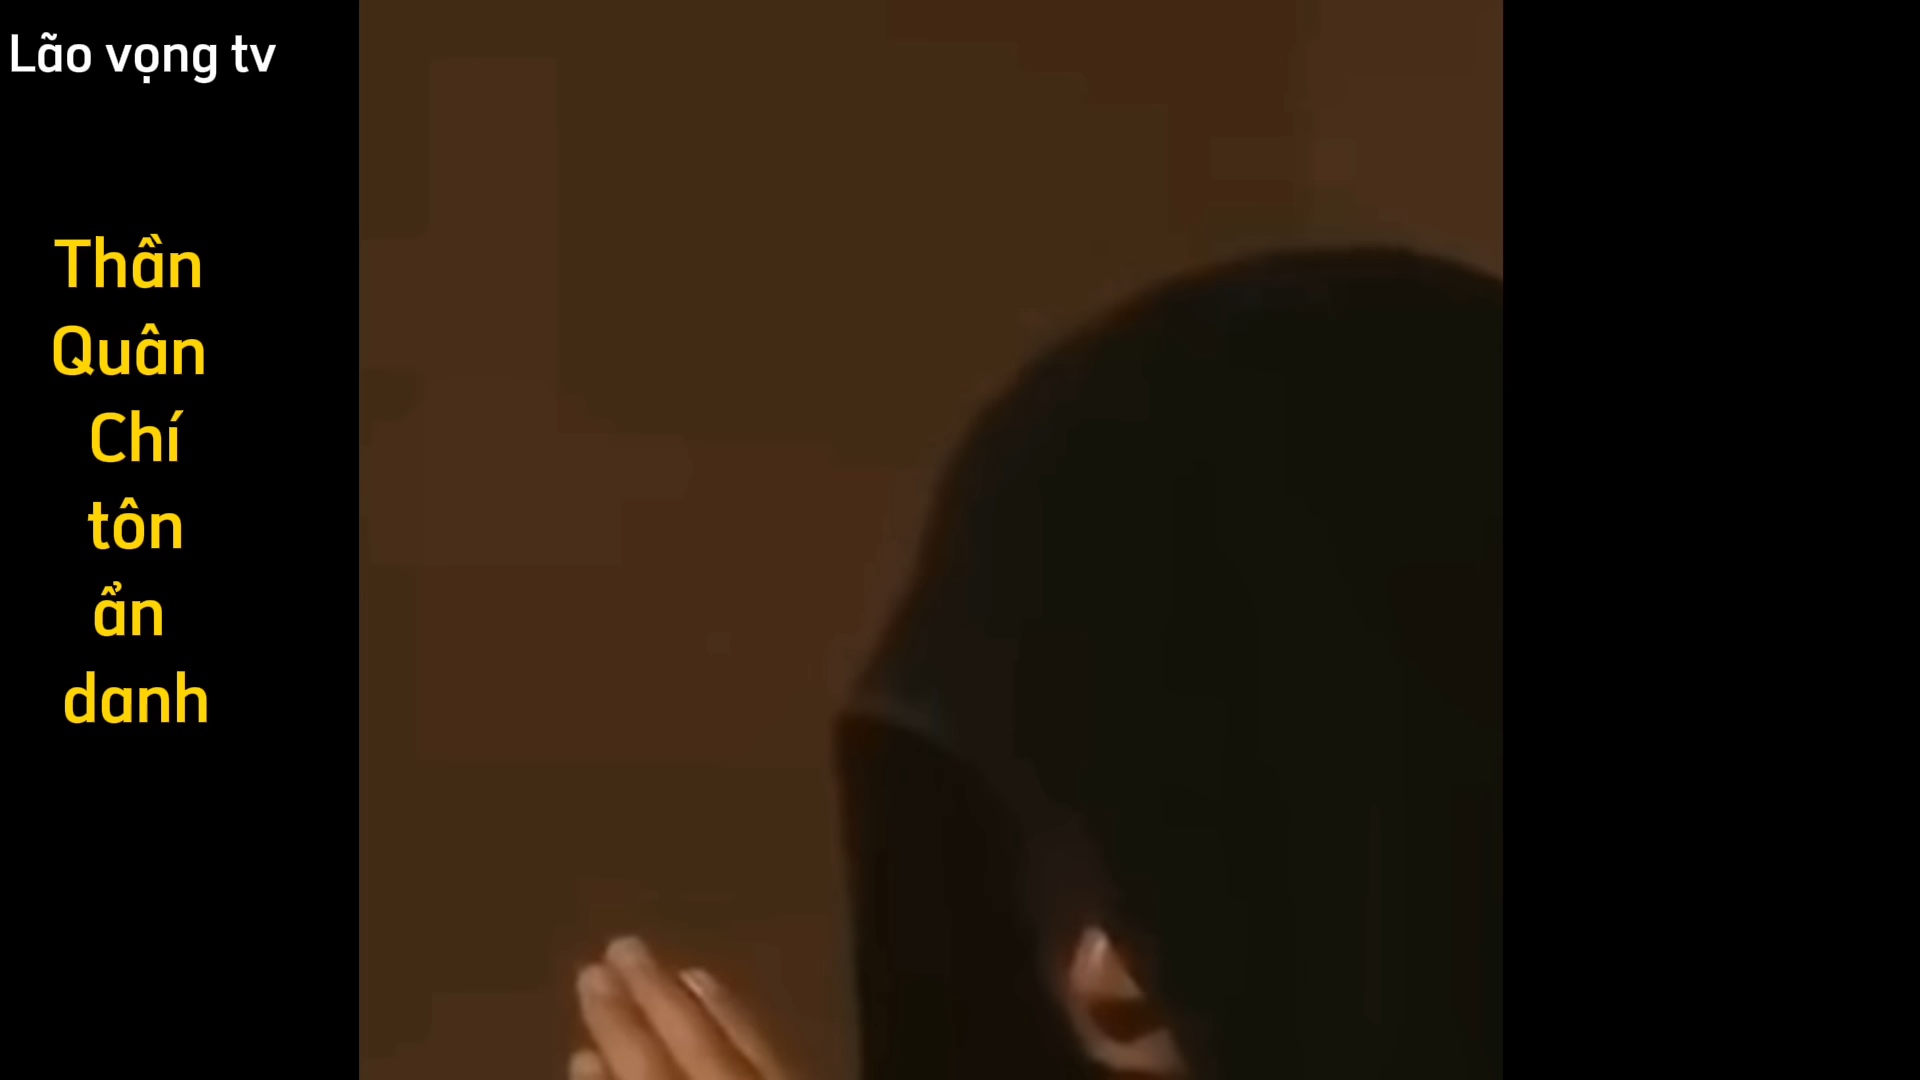 Lão vọng tv
Thần
Quân
Chí
tôn
ẩn
danh